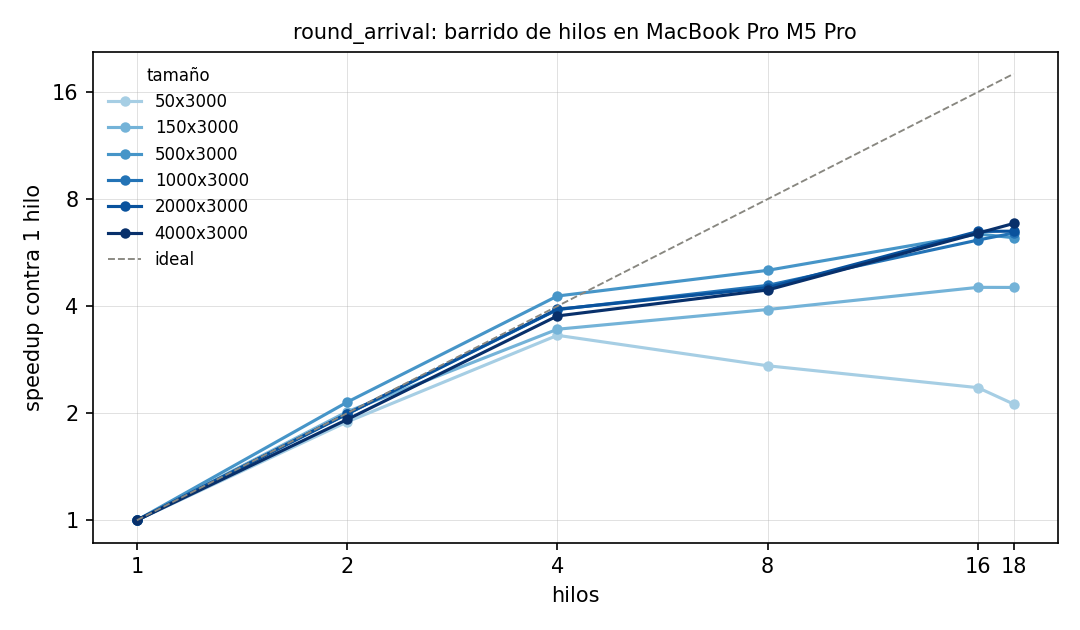 round_arrival: barrido de hilos en MacBook Pro M5 Pro
tamaño
50x3000
150x3000
500x3000
1000x3000
2000x3000
4000x3000
ideal
speedup contra 1 hilo
16
8
4
2
1
1 2 4 8 16 18
hilos